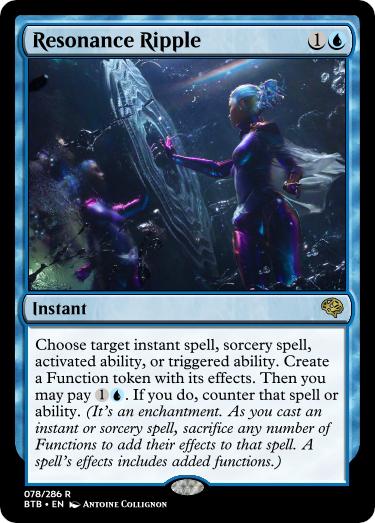 Resonance Ripple 1
Instant
Choose target instant spell, sorcery spell,
activated ability, or triggered ability. Create
a Function token with its effects. Then you
may pay 1 . If you do, counter that spell or
ability. (It's an enchantment. As you cast an
instant or sorcery spell, sacrifice any number of
Functions to add their effects to that spell. A
spell's effects includes added functions.)
078/286 R
BTB • EN Antoine Collignon